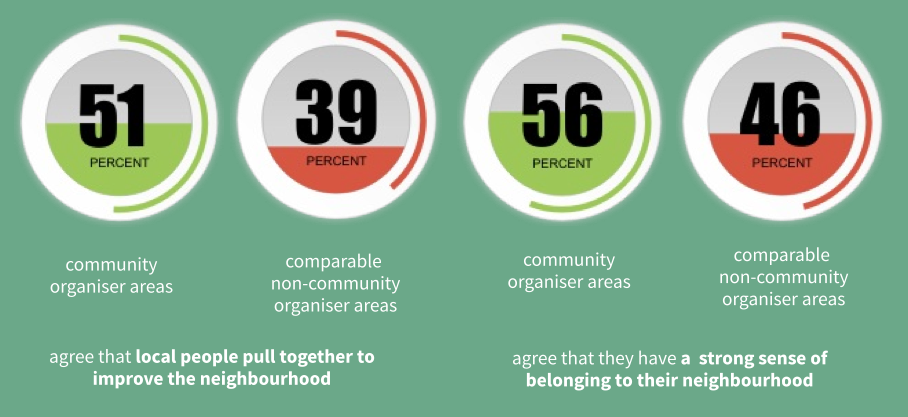 51
PERCENT
39
PERCENT
56
PERCENT
46
PERCENT
community
organiser areas
comparable
non-community
organiser areas
community
organiser areas
comparable
non-community
organiser areas
agree that local people pull together to
improve the neighbourhood
agree that they have a strong sense of
belonging to their neighbourhood